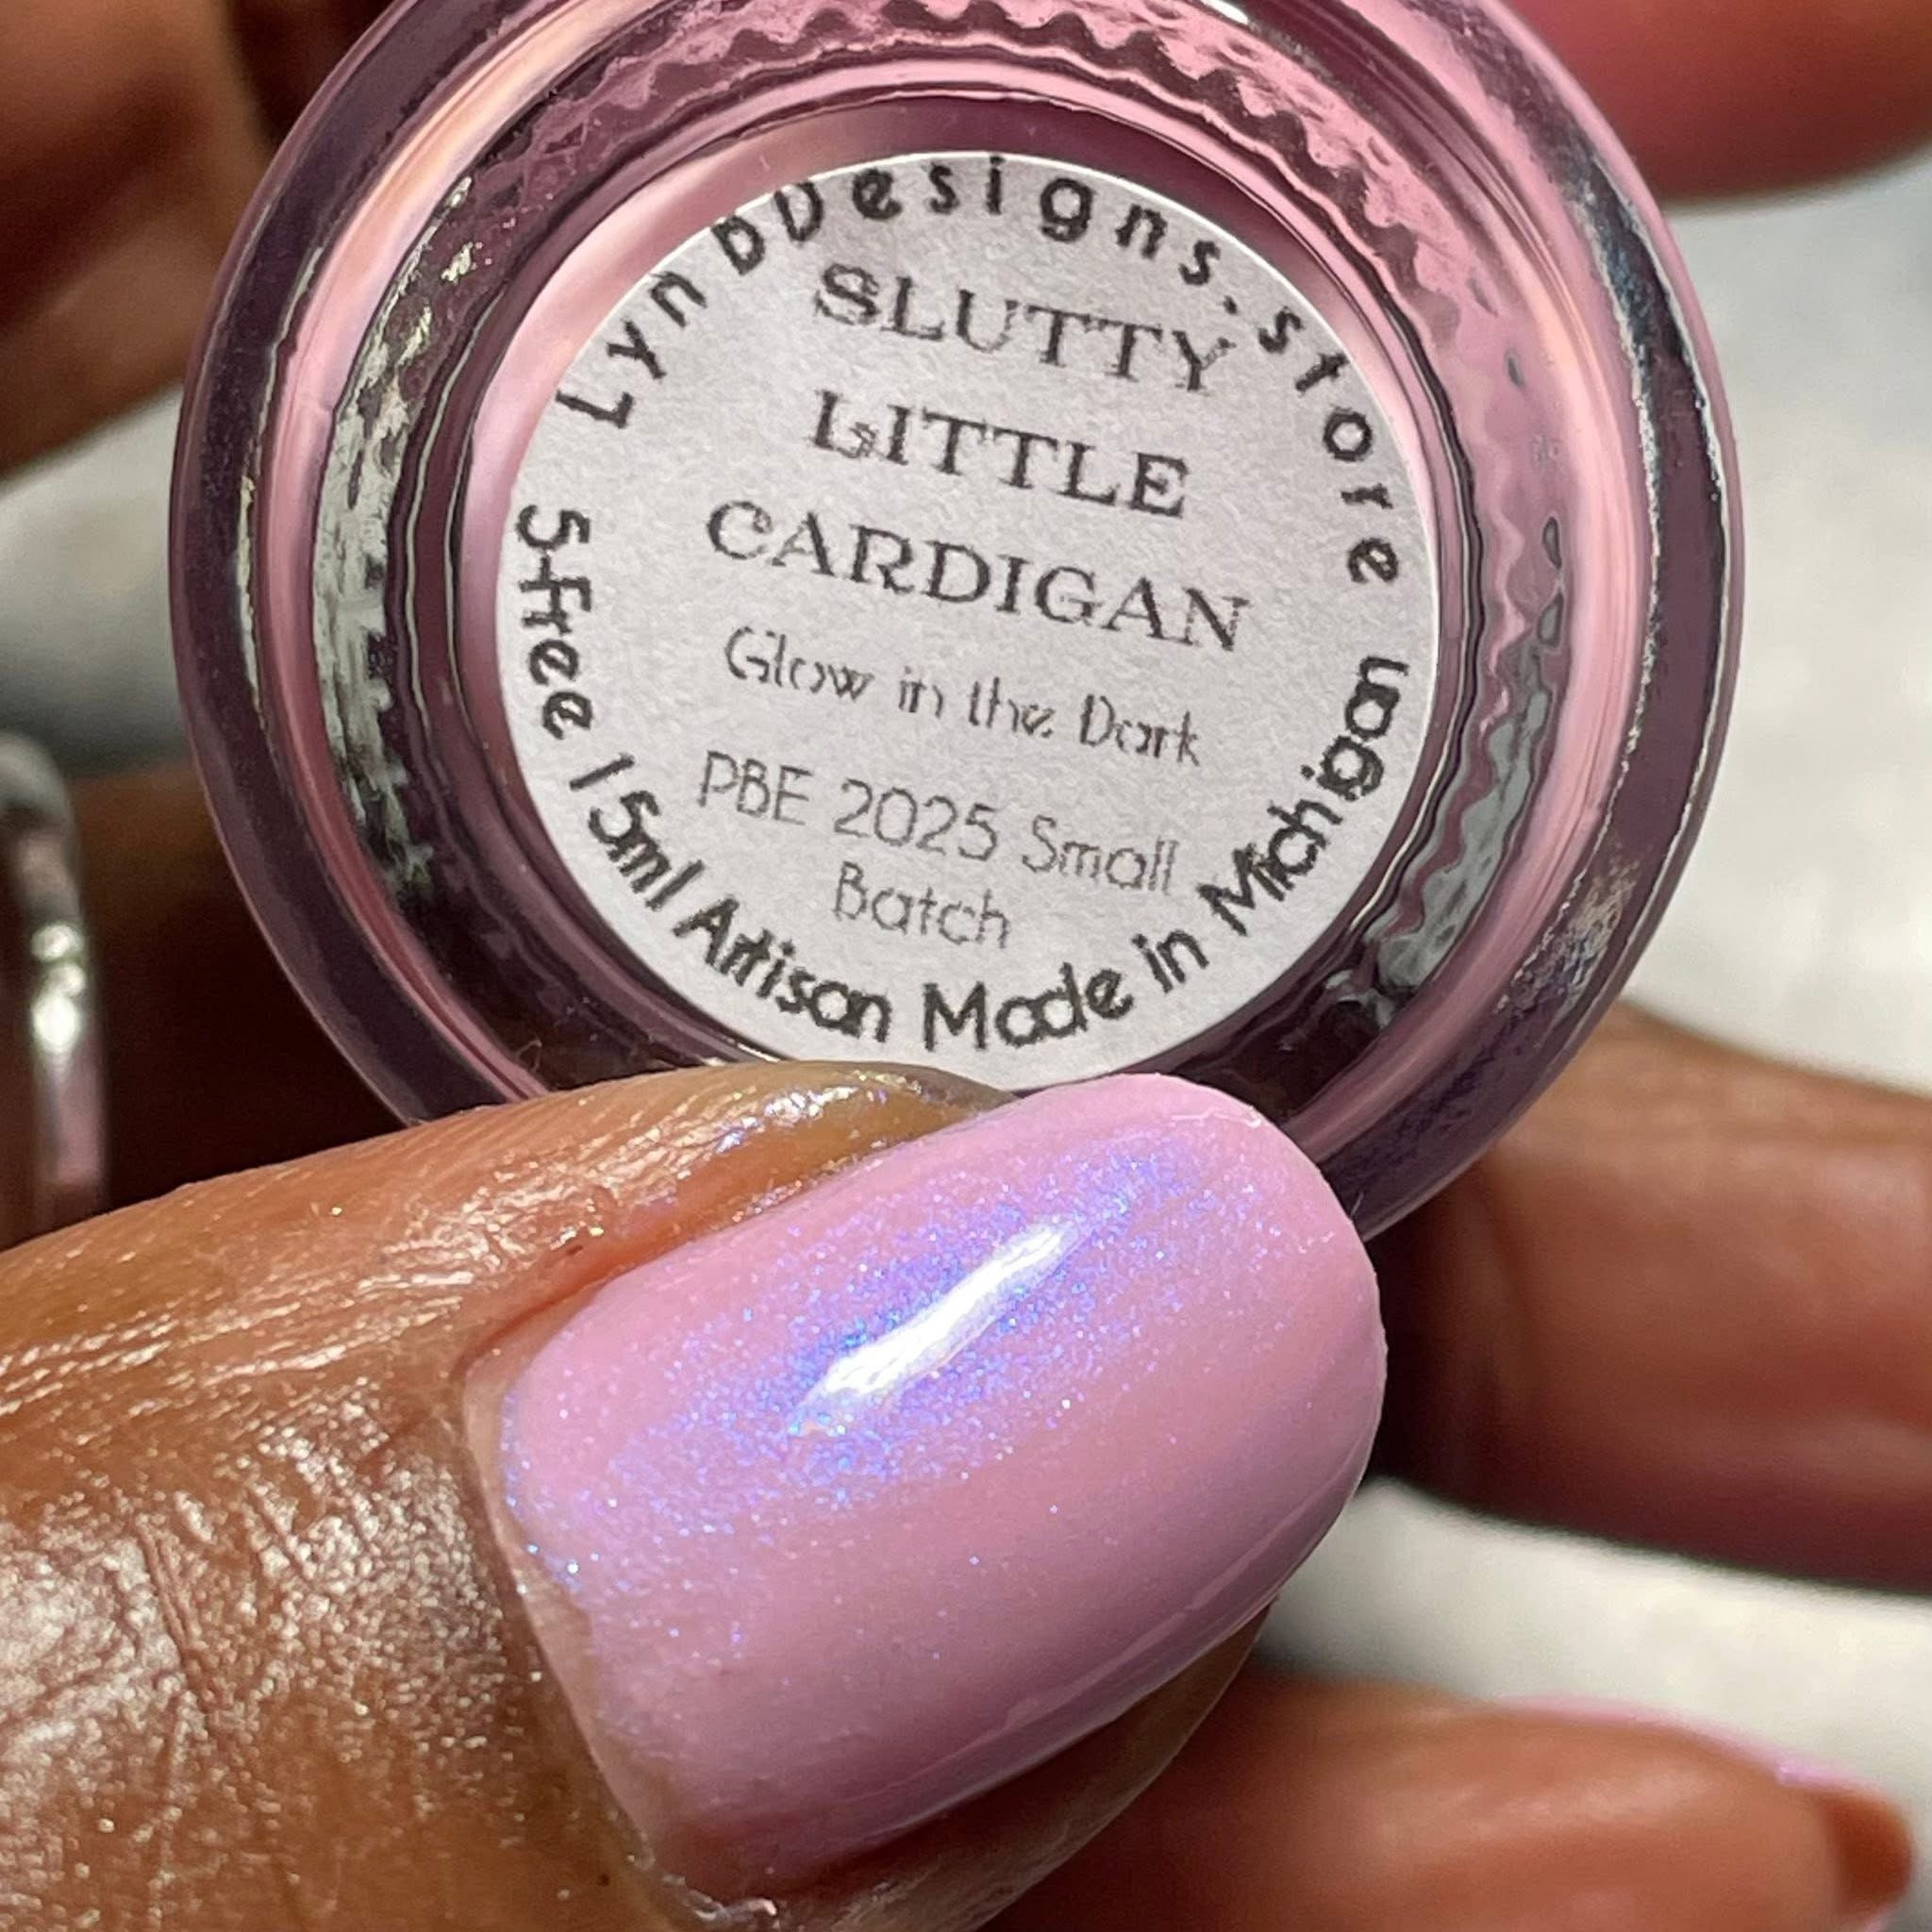 LynbDesigns.store
SLUTTY
LITTLE
CARDIGAN
Glow in the Dark
PBE 2025 Small
Batch
5-free 15ml Artisan Made in Michigan